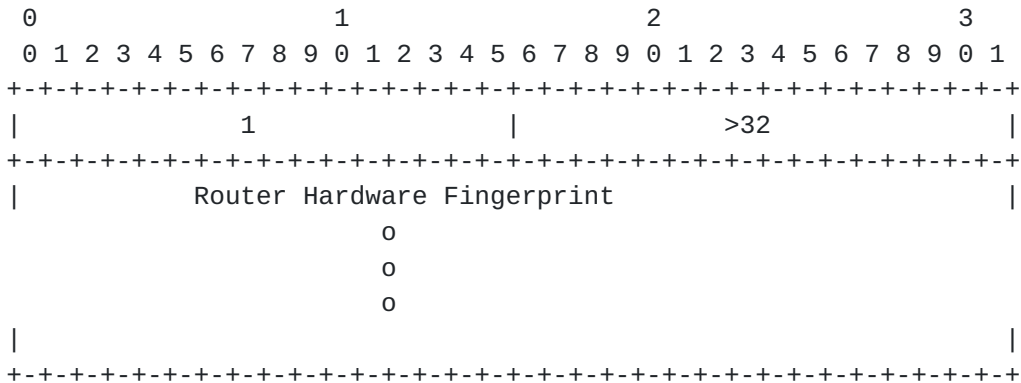 0                   1                   2                   3
 0 1 2 3 4 5 6 7 8 9 0 1 2 3 4 5 6 7 8 9 0 1 2 3 4 5 6 7 8 9 0 1
+-+-+-+-+-+-+-+-+-+-+-+-+-+-+-+-+-+-+-+-+-+-+-+-+-+-+-+-+-+-+-+-+
|              1                |             >32               |
+-+-+-+-+-+-+-+-+-+-+-+-+-+-+-+-+-+-+-+-+-+-+-+-+-+-+-+-+-+-+-+-+
|           Router Hardware Fingerprint                         |
                        o
                        o
                        o
|                                                               |
+-+-+-+-+-+-+-+-+-+-+-+-+-+-+-+-+-+-+-+-+-+-+-+-+-+-+-+-+-+-+-+-+